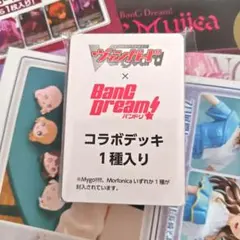 BanG Dream!
Mujica
ヴァンガード
×
BanG
Dream!
バンドリ!
コラボデッキ
1種入り
※Mygo!!!!!、Morfonica いずれか 1 種が
封入されています。